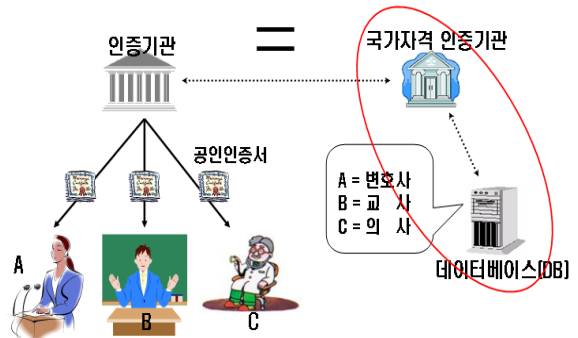 인증기관
=
국가자격 인증기관
공인인증서
A = 변호사
B = 교 사
C = 의 사
A
B
C
데이터베이스(DB)